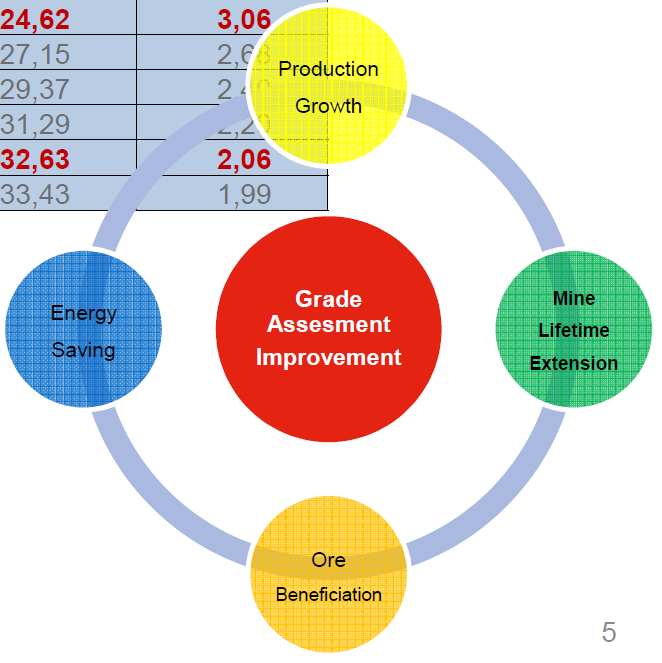 24,62 3,06
27,15
29,37
31,29
32,63 2,06
33,43 1,99
Production
Growth
Energy
Saving
Grade
Assesment
Improvement
Mine
Lifetime
Extension
Ore
Beneficiation
5